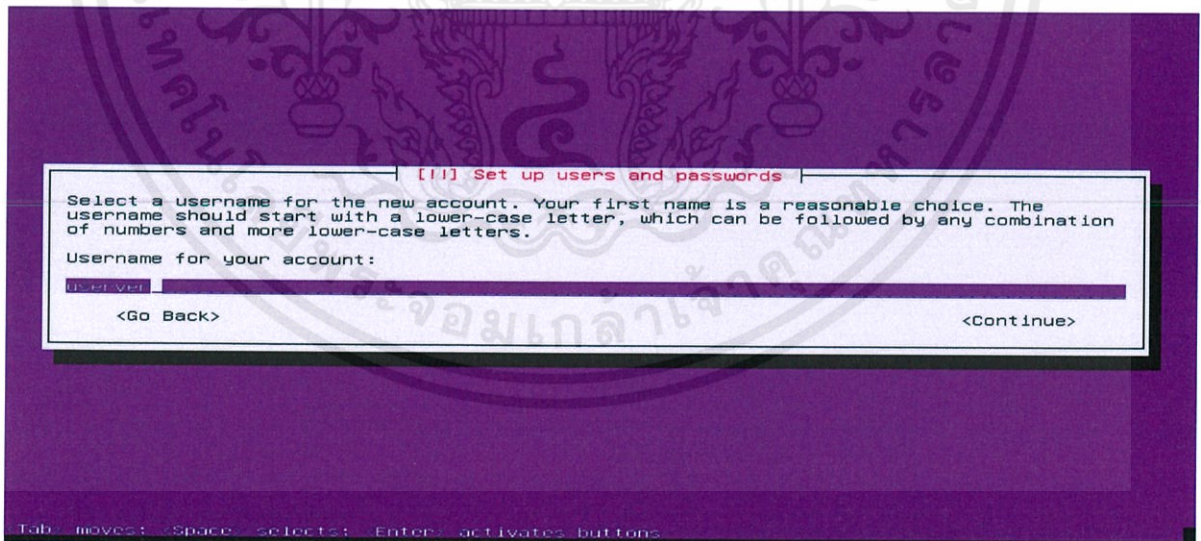 [!!] Set up users and passwords
Select a username for the new account. Your first name is a reasonable choice. The
username should start with a lower-case letter, which can be followed by any combination
of numbers and more lower-case letters.
Username for your account:
userver
<Go Back>
<Continue>
<Tab> moves; <Space> selects; <Enter> activates buttons